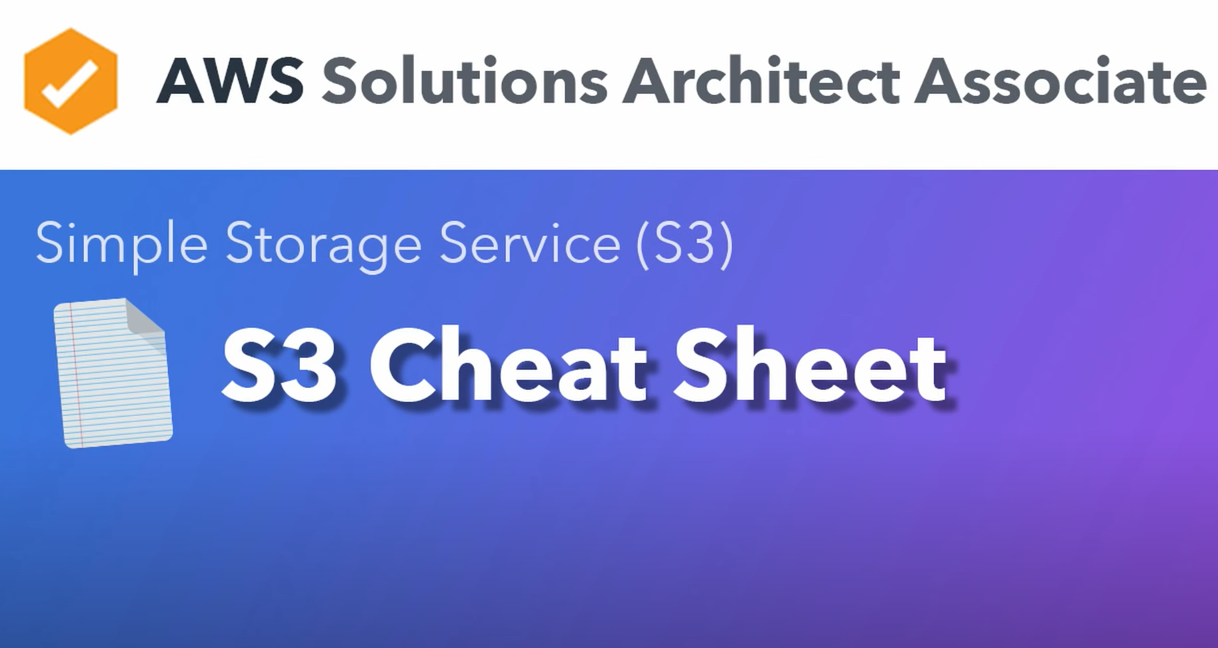 AWS Solutions Architect Associate
Simple Storage Service (S3)
S3 Cheat Sheet